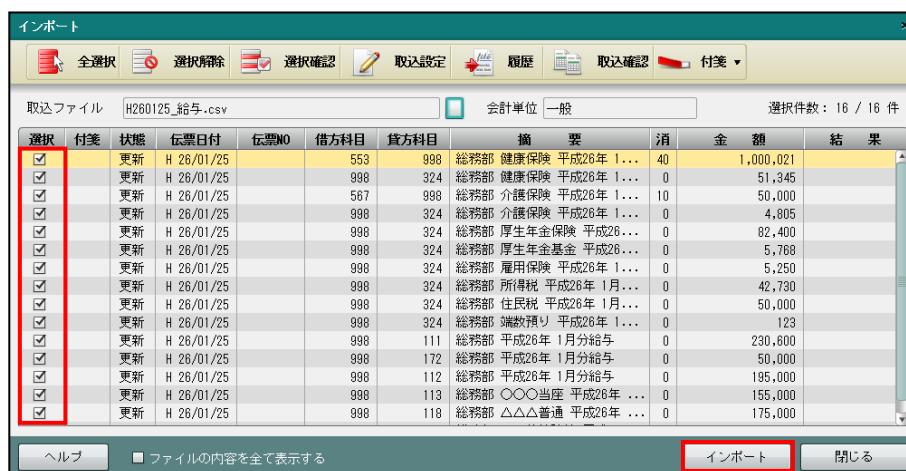 インポート
全選択 選択解除 選択確認 取込設定 履歴 取込確認 付箋 ▼
取込ファイル H260125_給与.csv 会計単位 一般 選択件数: 16 / 16 件
選択 付箋 状態 伝票日付 伝票NO 借方科目 貸方科目 摘 要 消 金 額 結 果
更新 H 26/01/25 553 998 総務部 健康保険 平成26年 1... 40 1,000,021
更新 H 26/01/25 998 324 総務部 健康保険 平成26年 1... 0 51,345
更新 H 26/01/25 567 998 総務部 介護保険 平成26年 1... 10 50,000
更新 H 26/01/25 998 324 総務部 介護保険 平成26年 1... 0 4,805
更新 H 26/01/25 998 324 総務部 厚生年金保険 平成26... 0 82,400
更新 H 26/01/25 998 324 総務部 厚生年金基金 平成26... 0 5,768
更新 H 26/01/25 998 324 総務部 雇用保険 平成26年 1... 0 5,250
更新 H 26/01/25 998 324 総務部 所得税 平成26年 1月... 0 42,730
更新 H 26/01/25 998 324 総務部 住民税 平成26年 1月... 0 50,000
更新 H 26/01/25 998 324 総務部 端数預り 平成26年 1... 0 123
更新 H 26/01/25 998 111 総務部 平成26年 1月分給与 0 230,600
更新 H 26/01/25 998 172 総務部 平成26年 1月分給与 0 50,000
更新 H 26/01/25 998 112 総務部 平成26年 1月分給与 0 195,000
更新 H 26/01/25 998 113 総務部 〇〇〇当座 平成26年 ... 0 155,000
更新 H 26/01/25 998 118 総務部 △△△普通 平成26年 ... 0 175,000
ヘルプ ファイルの内容を全て表示する インポート 閉じる